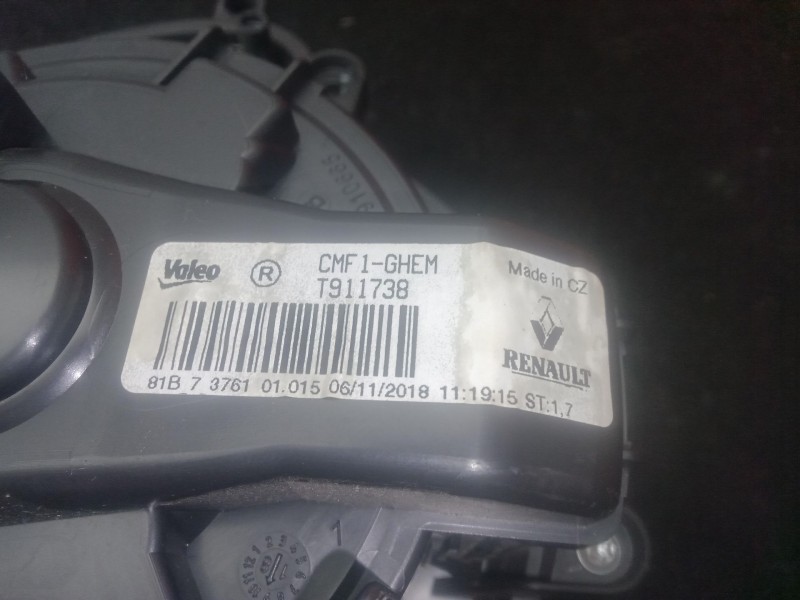 Valeo
R
CMF1-GHEM
T911738
Made in CZ
RENAULT
81B 7 3761 01.015 06/11/2018 11:19:15 ST:1,7